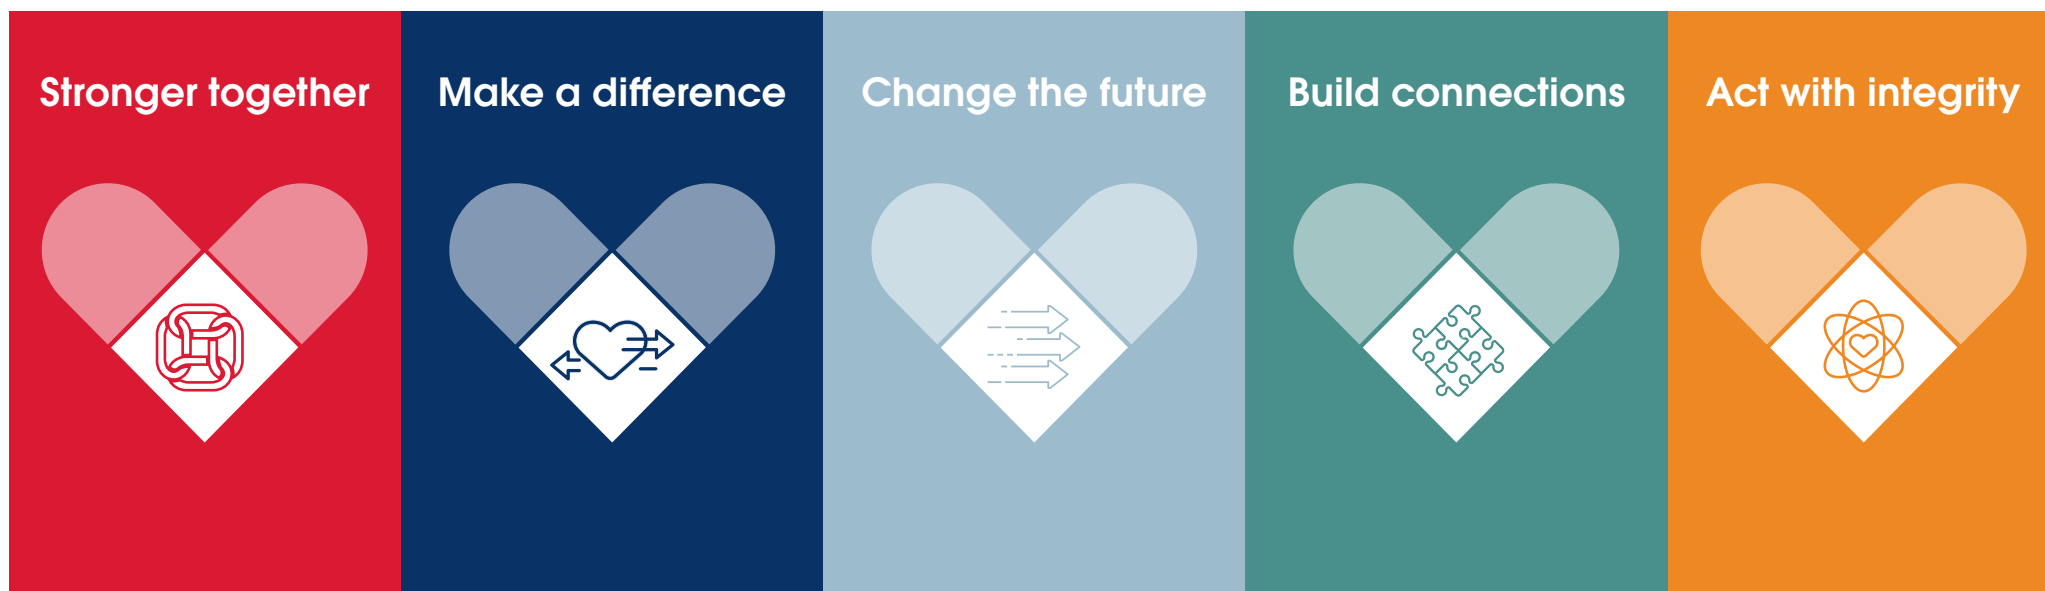 Stronger together
Make a difference
Change the future
Build connections
Act with integrity